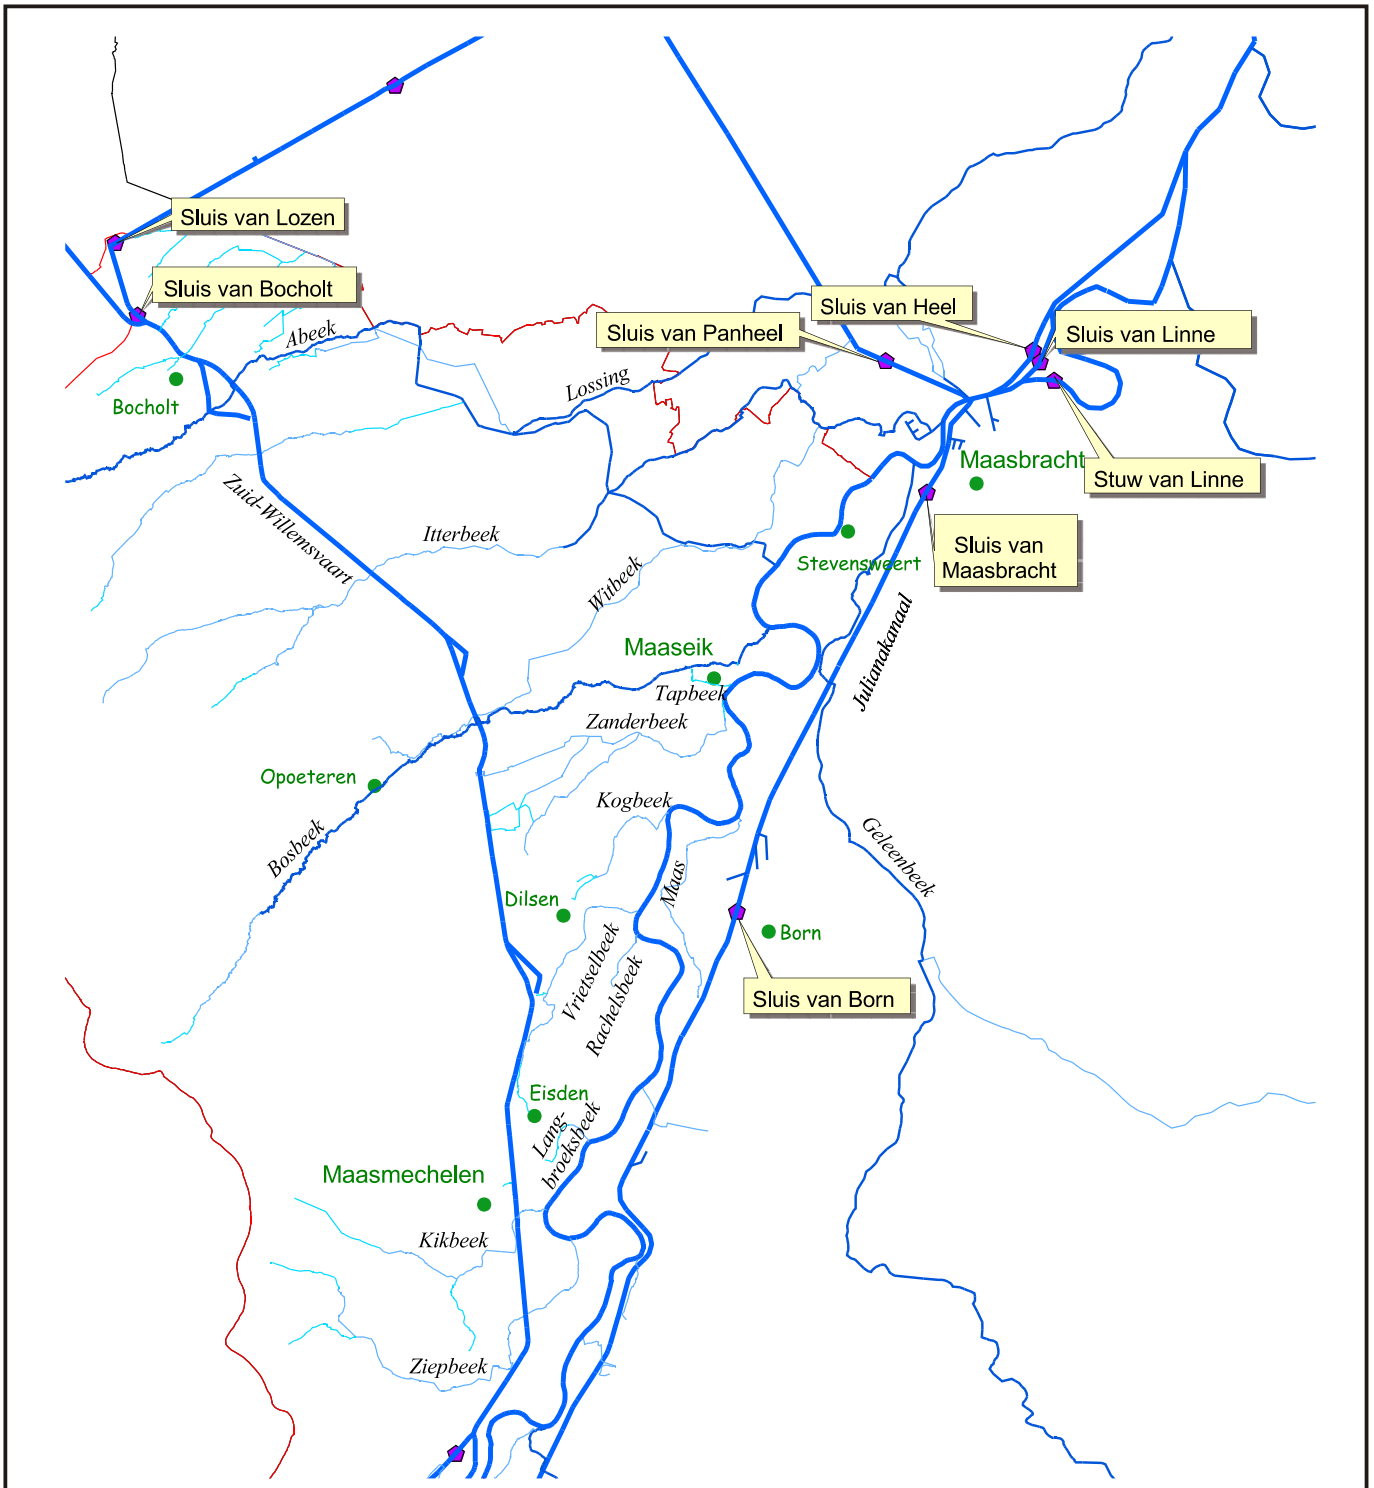 Sluis van Lozen
Sluis van Bocholt
Sluis van Heel
Sluis van Panheel
Sluis van Linne
Abeek
Lossing
Bocholt
Maasbracht
Stuw van Linne
Zuid-Willemsvaart
Itterbeek
Sluis van
Maasbracht
Stevensweert
Witbeek
Maaseik
Julianakanaal
Tapbeek
Zanderbeek
Opoeteren
Kogbeek
Bosbeek
Geleenbeek
Maas
Dilsen
Born
Vrietselbeek
Rachelsbeek
Sluis van Born
Eisden
Lang-
broeksbeek
Maasmechelen
Kikbeek
Ziepbeek